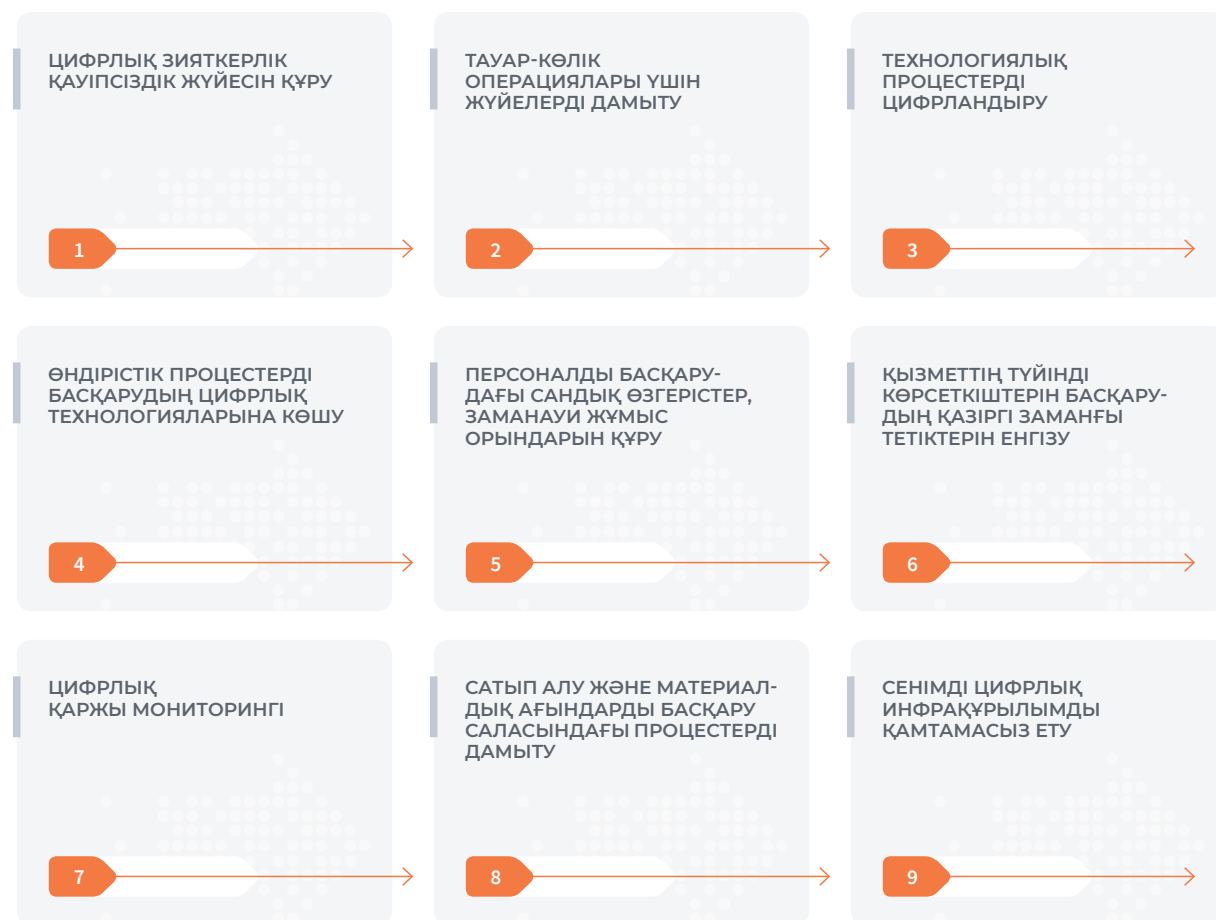 ЦИФРЛЫҚ ЗИЯТКЕРЛІК
ҚАУІПСІЗДІК ЖҮЙЕСІН ҚҰРУ
1
ТАУАР-КӨЛІК
ОПЕРАЦИЯЛАРЫ ҮШІН
ЖҮЙЕЛЕРДІ ДАМЫТУ
2
ТЕХНОЛОГИЯЛЫҚ
ПРОЦЕСТЕРДІ
ЦИФРЛАНДЫРУ
3
ӨНДІРІСТІК ПРОЦЕСТЕРДІ
БАСҚАРУДЫҢ ЦИФРЛЫҚ
ТЕХНОЛОГИЯЛАРЫНА КӨШУ
4
ПЕРСОНАЛДЫ БАСҚАРУ-
ДАҒЫ САНДЫҚ ӨЗГЕРІСТЕР,
ЗАМАНАУИ ЖҰМЫС
ОРЫНДАРЫН ҚҰРУ
5
ҚЫЗМЕТТІҢ ТҮЙІНДІ
КӨРСЕТКІШТЕРІН БАСҚАРУ-
ДЫҢ ҚАЗІРГІ ЗАМАНҒЫ
ТЕТІКТЕРІН ЕНГІЗУ
6
ЦИФРЛЫҚ
ҚАРЖЫ МОНИТОРИНГІ
7
САТЫП АЛУ ЖӘНЕ МАТЕРИАЛ-
ДЫҚ АҒЫНДАРДЫ БАСҚАРУ
САЛАСЫНДАҒЫ ПРОЦЕСТЕРДІ
ДАМЫТУ
8
СЕНІМДІ ЦИФРЛЫҚ
ИНФРАҚҰРЫЛЫМДЫ
ҚАМТАМАСЫЗ ЕТУ
9